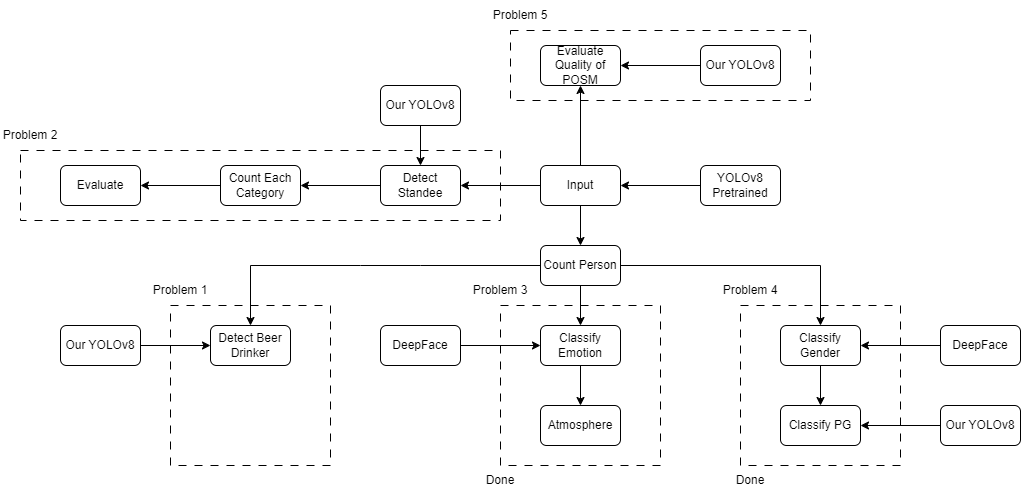 Problem 5
Evaluate
Quality of
POSM
Our YOLOv8
Our YOLOv8
Problem 2
Evaluate
Count Each
Category
Detect
Standee
Input
YOLOv8
Pretrained
Count Person
Problem 1
Problem 3
Problem 4
Our YOLOv8
Detect Beer
Drinker
DeepFace
Classify
Emotion
Classify
Gender
DeepFace
Atmosphere
Classify PG
Our YOLOv8
Done
Done